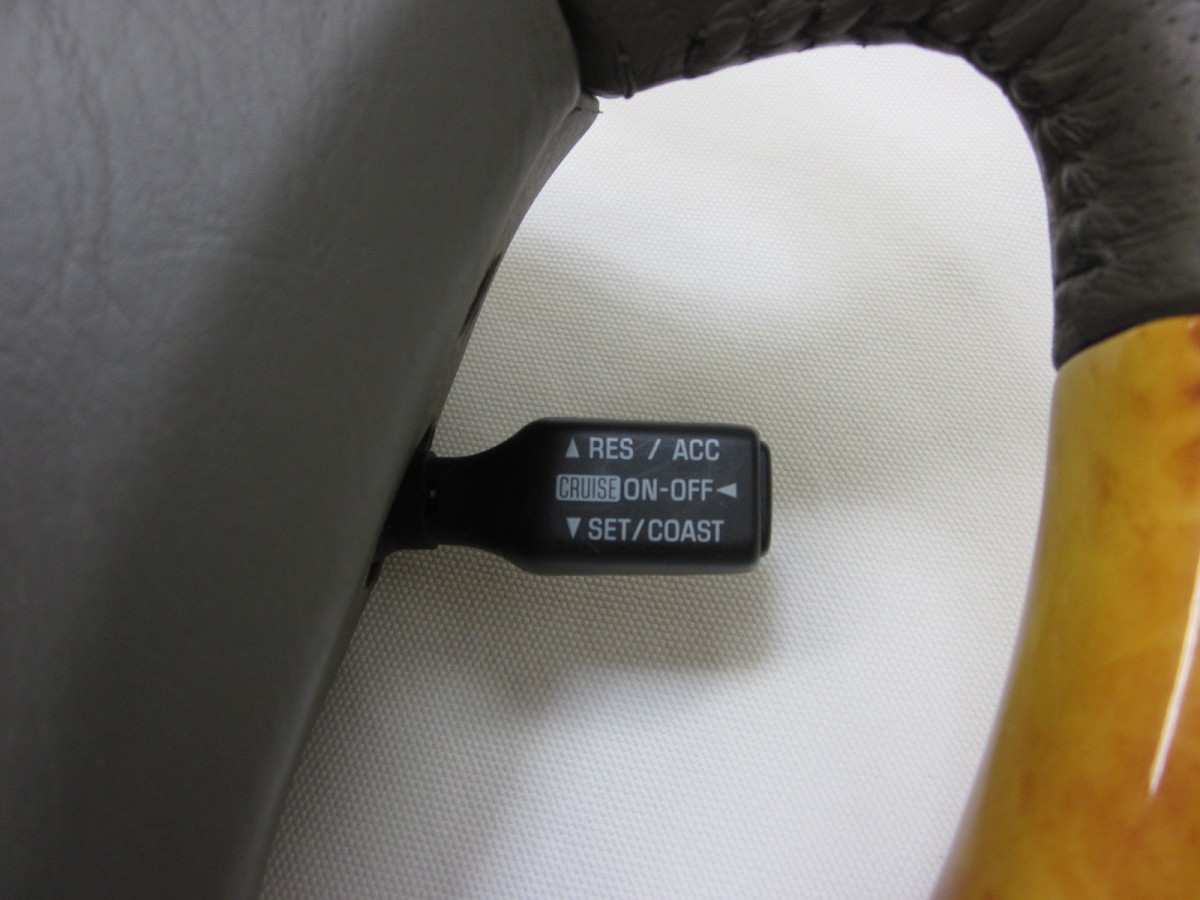 ▲ RES / ACC
CRUISE ON-OFF ◄
▼ SET/COAST